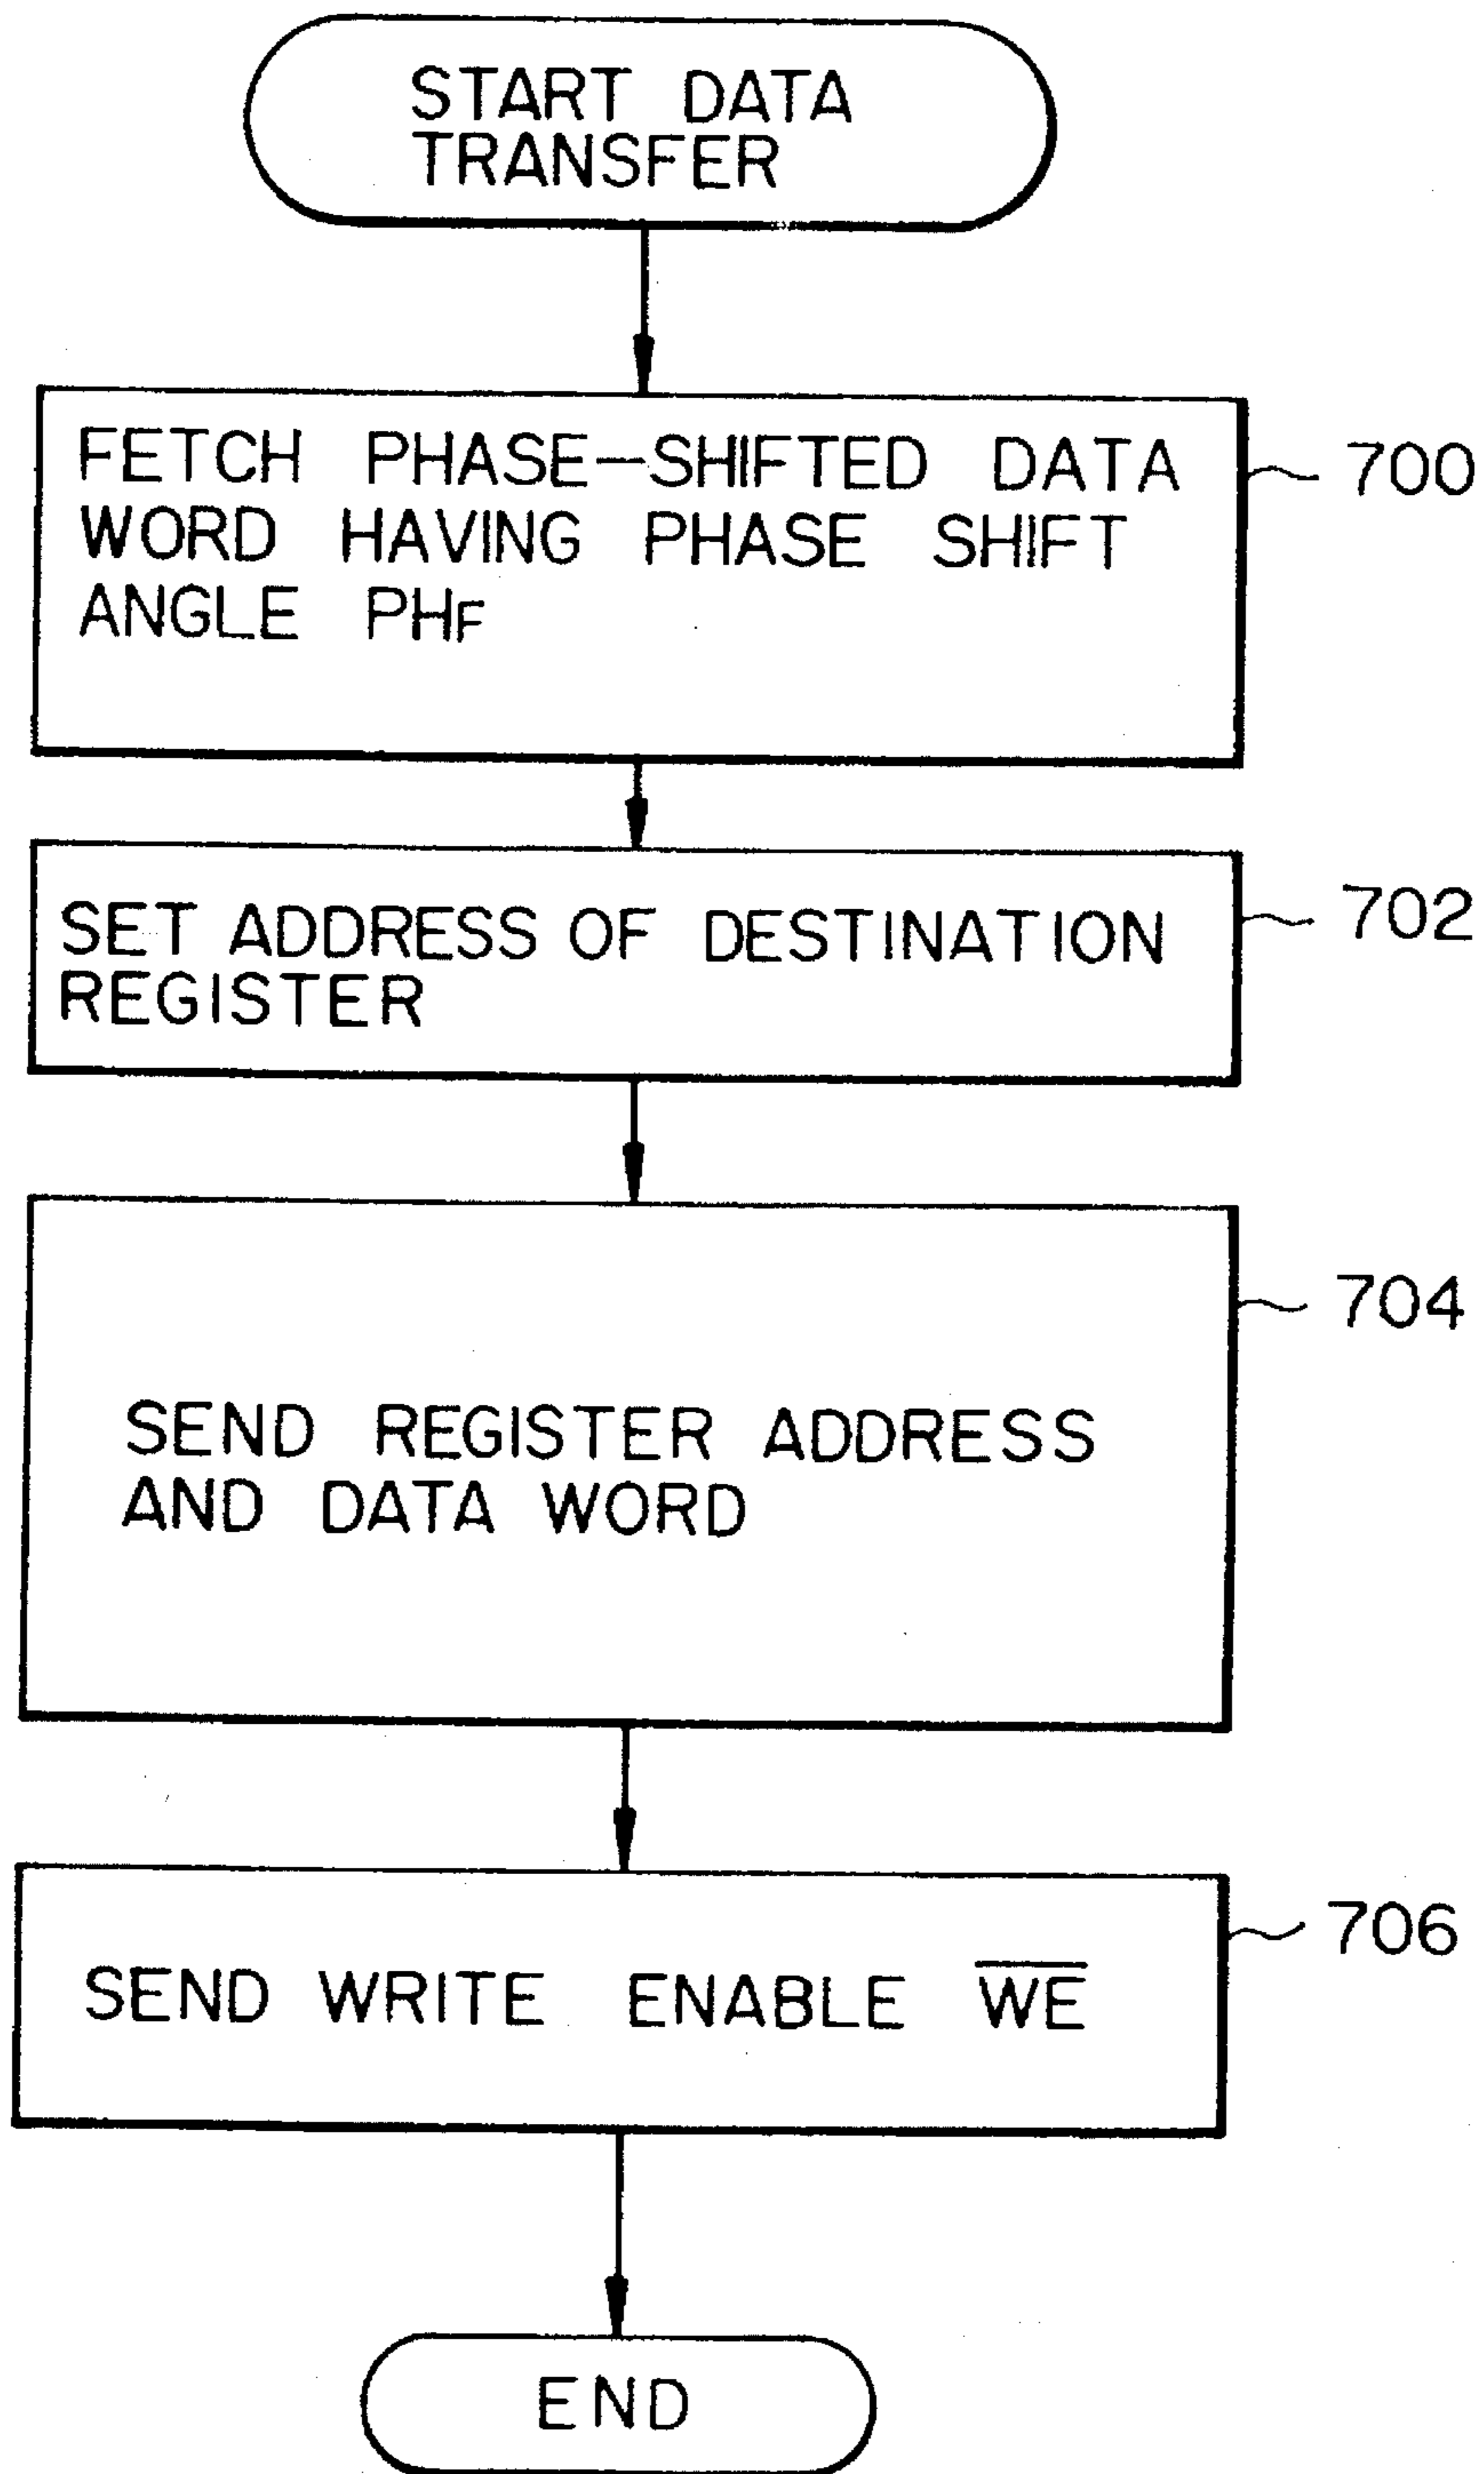 START DATA
TRANSFER
FETCH PHASE-SHIFTED DATA
WORD HAVING PHASE SHIFT
ANGLE PHF
700
SET ADDRESS OF DESTINATION
REGISTER
702
SEND REGISTER ADDRESS
AND DATA WORD
704
SEND WRITE ENABLE W̅E̅
706
END